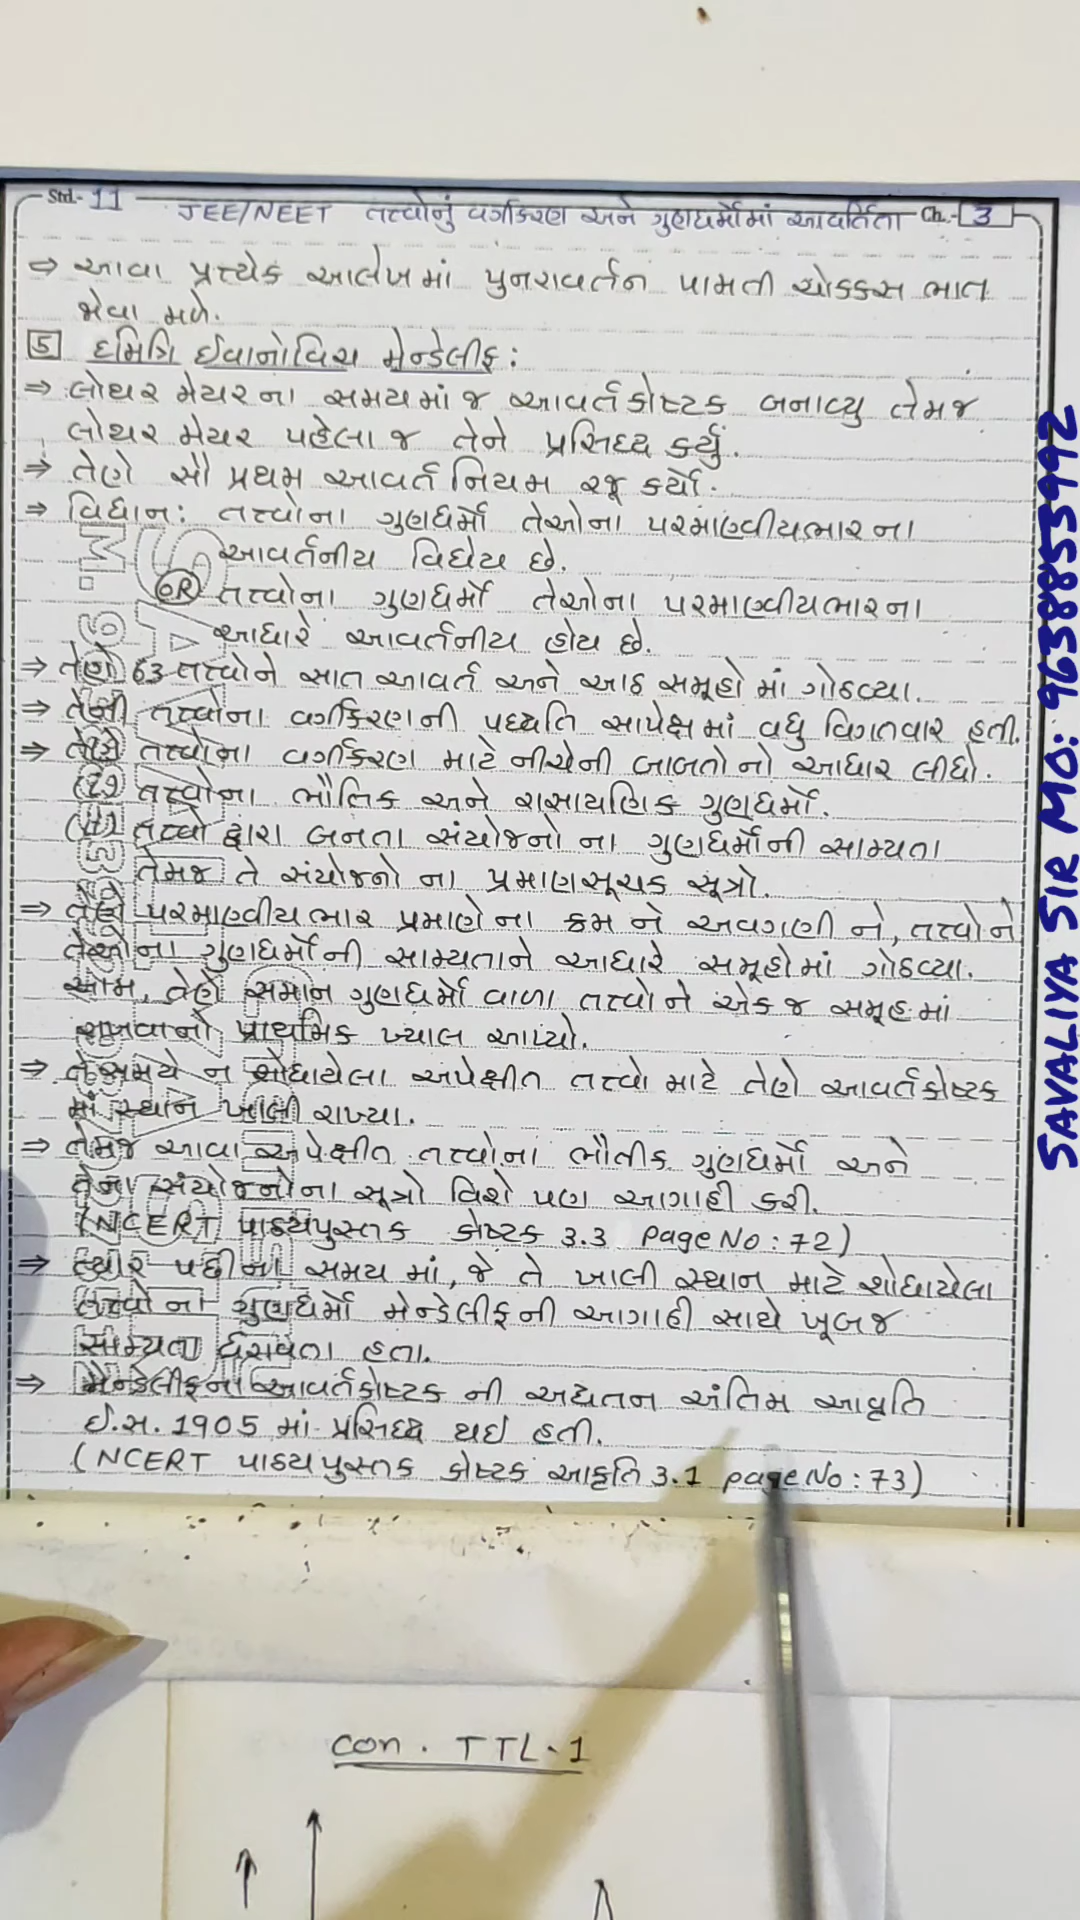 Std.- 11 JEE/NEET તત્ત્વોનું વર્ગીકરણ અને ગુણધર્મોમાં આવર્તિતા Ch.- 3
⇒ આવા પ્રત્યેક આલેખમાં પુનરાવર્તન પામતી ચોક્કસ ભાત
જોવા મળે.
5 દમિત્રિ ઈવાનોવિચ મેન્ડેલીફ :
⇒ લોથર મેયરના સમયમાં જ આવર્તકોષ્ટક બનાવ્યુ તેમજ
લોથર મેયર પહેલા જ તેને પ્રસિધ્ધ કર્યું.
⇒ તેણે સૌ પ્રથમ આવર્ત નિયમ રજૂ કર્યો.
⇒ વિધાન: તત્ત્વોના ગુણધર્મો તેઓના પરમાણ્વીયભારના
આવર્તનીય વિધેય છે.
OR તત્ત્વોના ગુણધર્મો તેઓના પરમાણ્વીયભારના
આધારે આવર્તનીય હોય છે.
⇒ તેણે 63 તત્ત્વોને સાત આવર્ત અને આઠ સમૂહો માં ગોઠવ્યા.
⇒ તેની તત્ત્વોના વર્ગીકરણની પધ્ધતિ સાપેક્ષમાં વધુ વિગતવાર હતી.
⇒ તેણે તત્ત્વોના વર્ગીકરણ માટે નીચેની બાબતો નો આધાર લીધો.
તત્ત્વોના ભૌતિક અને રાસાયણિક ગુણધર્મો.
તત્ત્વો દ્વારા બનતા સંયોજનો ના ગુણધર્મોની સામ્યતા
તેમજ તે સંયોજનો ના પ્રમાણસૂચક સૂત્રો.
⇒ તેણે પરમાણ્વીયભાર પ્રમાણેના ક્રમ ને અવગણી ને, તત્ત્વોને
તેઓના ગુણધર્મોની સામ્યતાને આધારે સમૂહોમાં ગોઠવ્યા.
આમ, તેણે સમાન ગુણધર્મો વાળા તત્ત્વોને એક જ સમૂહમાં
રાખવાનો પ્રાથમિક ખ્યાલ આપ્યો.
⇒ તે સમયે ન શોધાયેલા અપેક્ષીત તત્ત્વો માટે તેણે આવર્તકોષ્ટક
માં સ્થાન ખાલી રાખ્યા.
⇒ તેમજ આવા અપેક્ષીત તત્ત્વોના ભૌતીક ગુણધર્મો અને
તેના સંયોજનોના સૂત્રો વિશે પણ આગાહી કરી.
(NCERT પાઠ્યપુસ્તક કોષ્ટક 3.3 Page No : 72)
⇒ ત્યાર પછીના સમય માં, જે તે ખાલી સ્થાન માટે શોધાયેલા
તત્ત્વોના ગુણધર્મો મેન્ડેલીફની આગાહી સાથે ખૂબજ
સામ્યતા ધરાવતા હતા.
⇒ મેન્ડેલીફના આવર્તકોષ્ટક ની અદ્યતન અંતિમ આવૃતિ
ઈ.સ. 1905 માં પ્રસિધ્ધ થઈ હતી.
(NCERT પાઠ્યપુસ્તક કોષ્ટક આકૃતિ 3.1 page No : 73)
SAVALIYA SIR MO: 9638853992
con. TTL-1